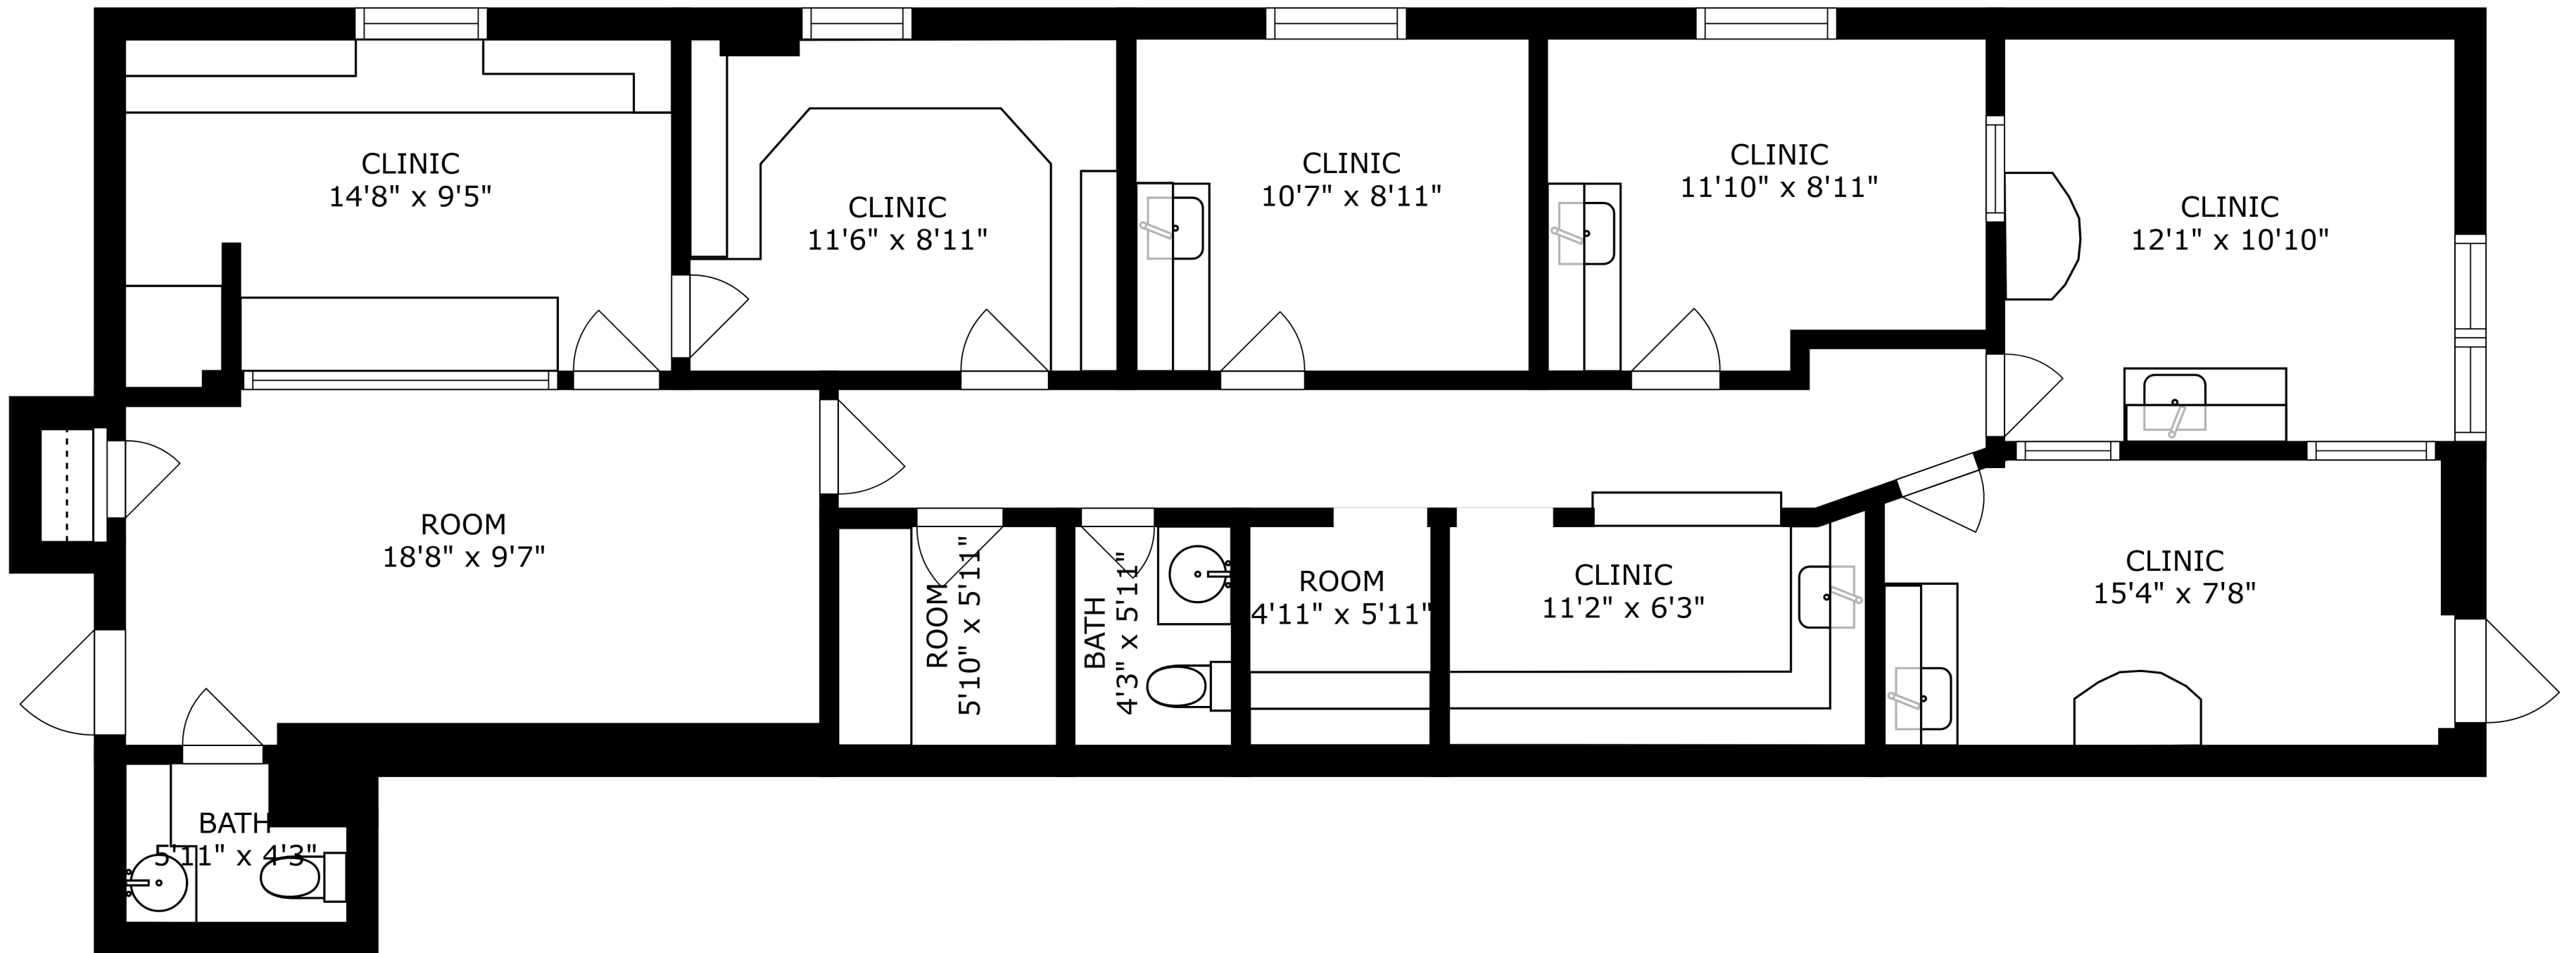 CLINIC
14'8" x 9'5"
CLINIC
11'6" x 8'11"
CLINIC
10'7" x 8'11"
CLINIC
11'10" x 8'11"
CLINIC
12'1" x 10'10"
ROOM
18'8" x 9'7"
ROOM
5'10" x 5'11"
BATH
4'3" x 5'11"
ROOM
4'11" x 5'11"
CLINIC
11'2" x 6'3"
CLINIC
15'4" x 7'8"
BATH
5'11" x 4'3"